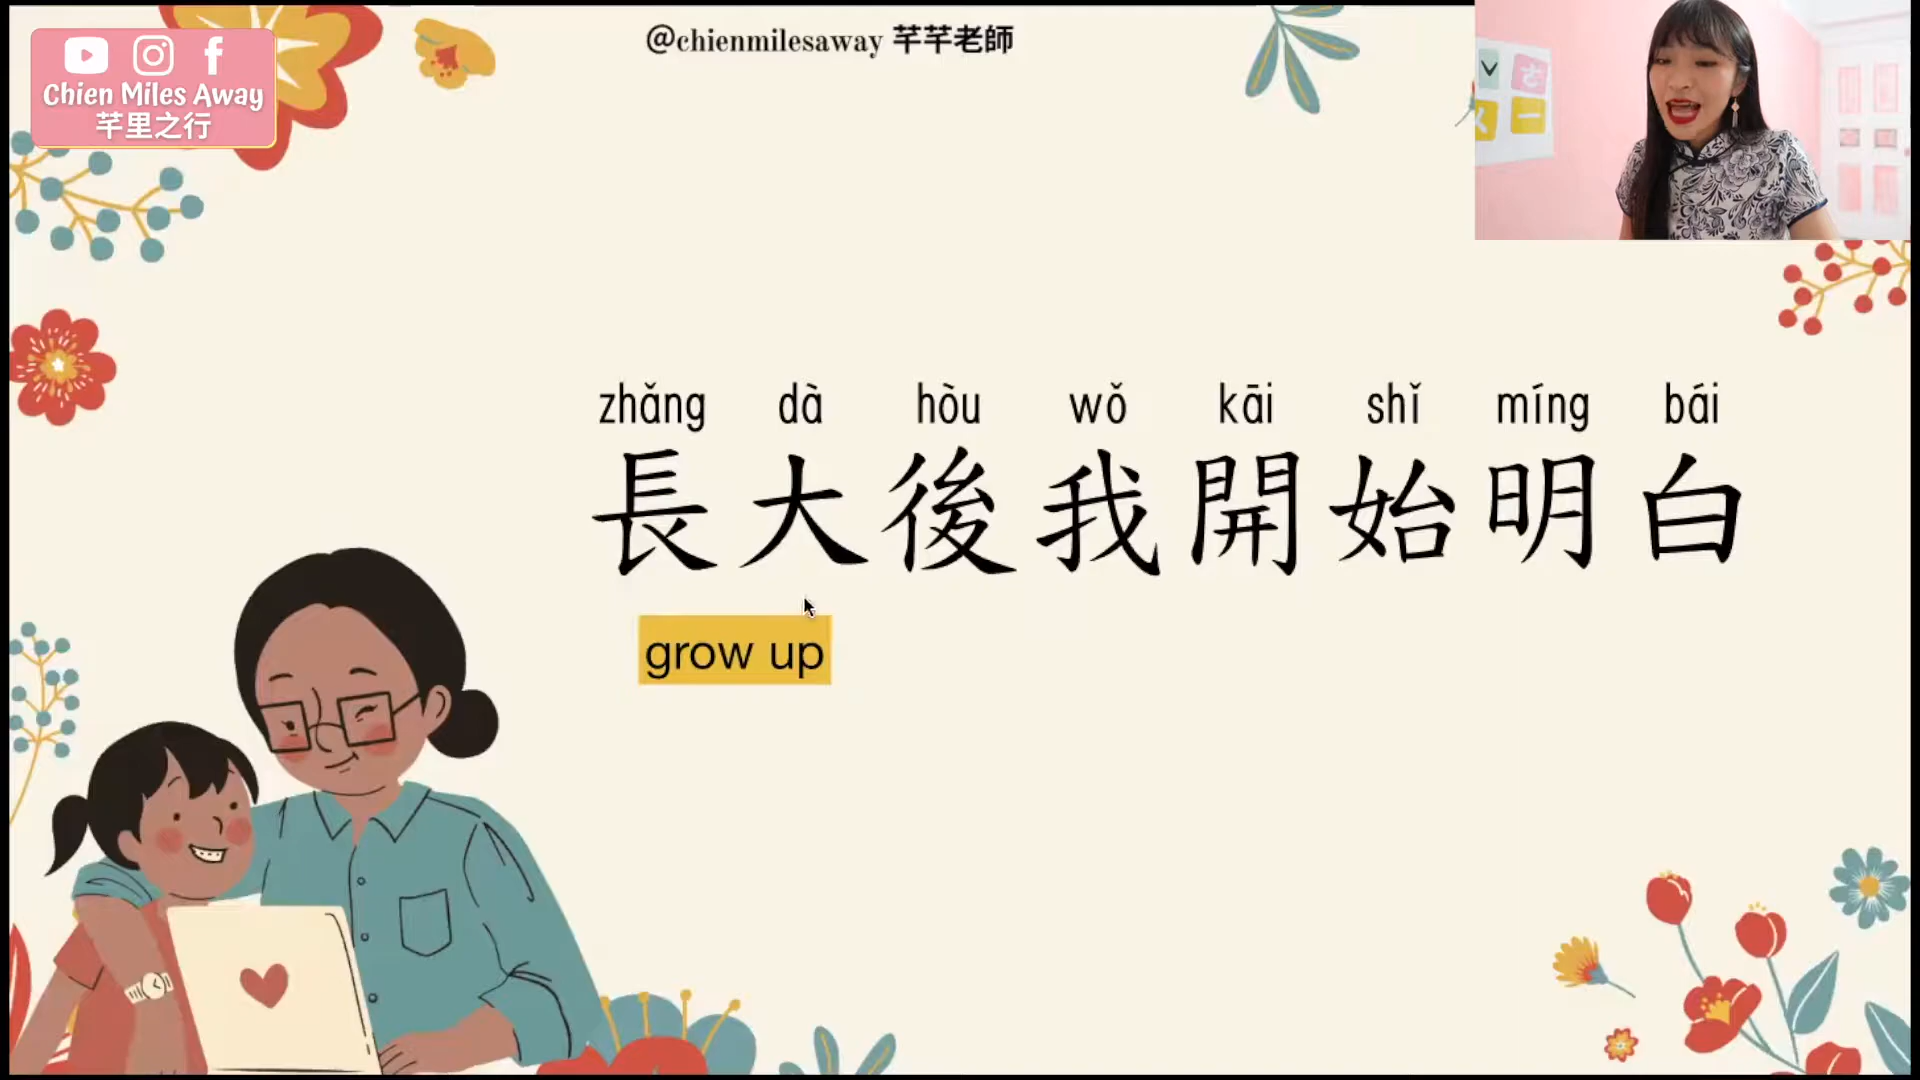 @chienmilesaway 芊芊老師
Chien Miles Away
芊里之行
zhǎng dà hòu wǒ kāi shǐ míng bái
長大後我開始明白
grow up